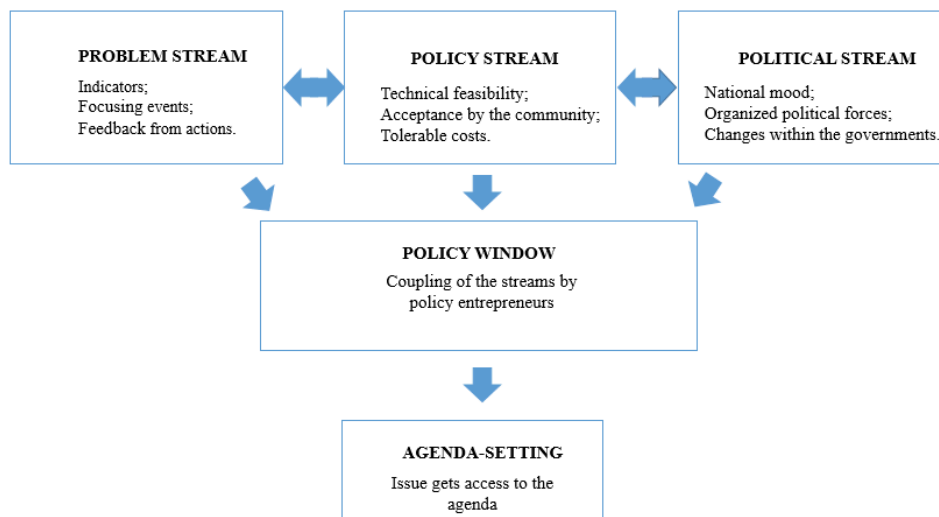 PROBLEM STREAM
Indicators;
Focusing events;
Feedback from actions.
POLICY STREAM
Technical feasibility;
Acceptance by the community;
Tolerable costs.
POLITICAL STREAM
National mood;
Organized political forces;
Changes within the governments.
POLICY WINDOW
Coupling of the streams by
policy entrepreneurs
AGENDA-SETTING
Issue gets access to the
agenda